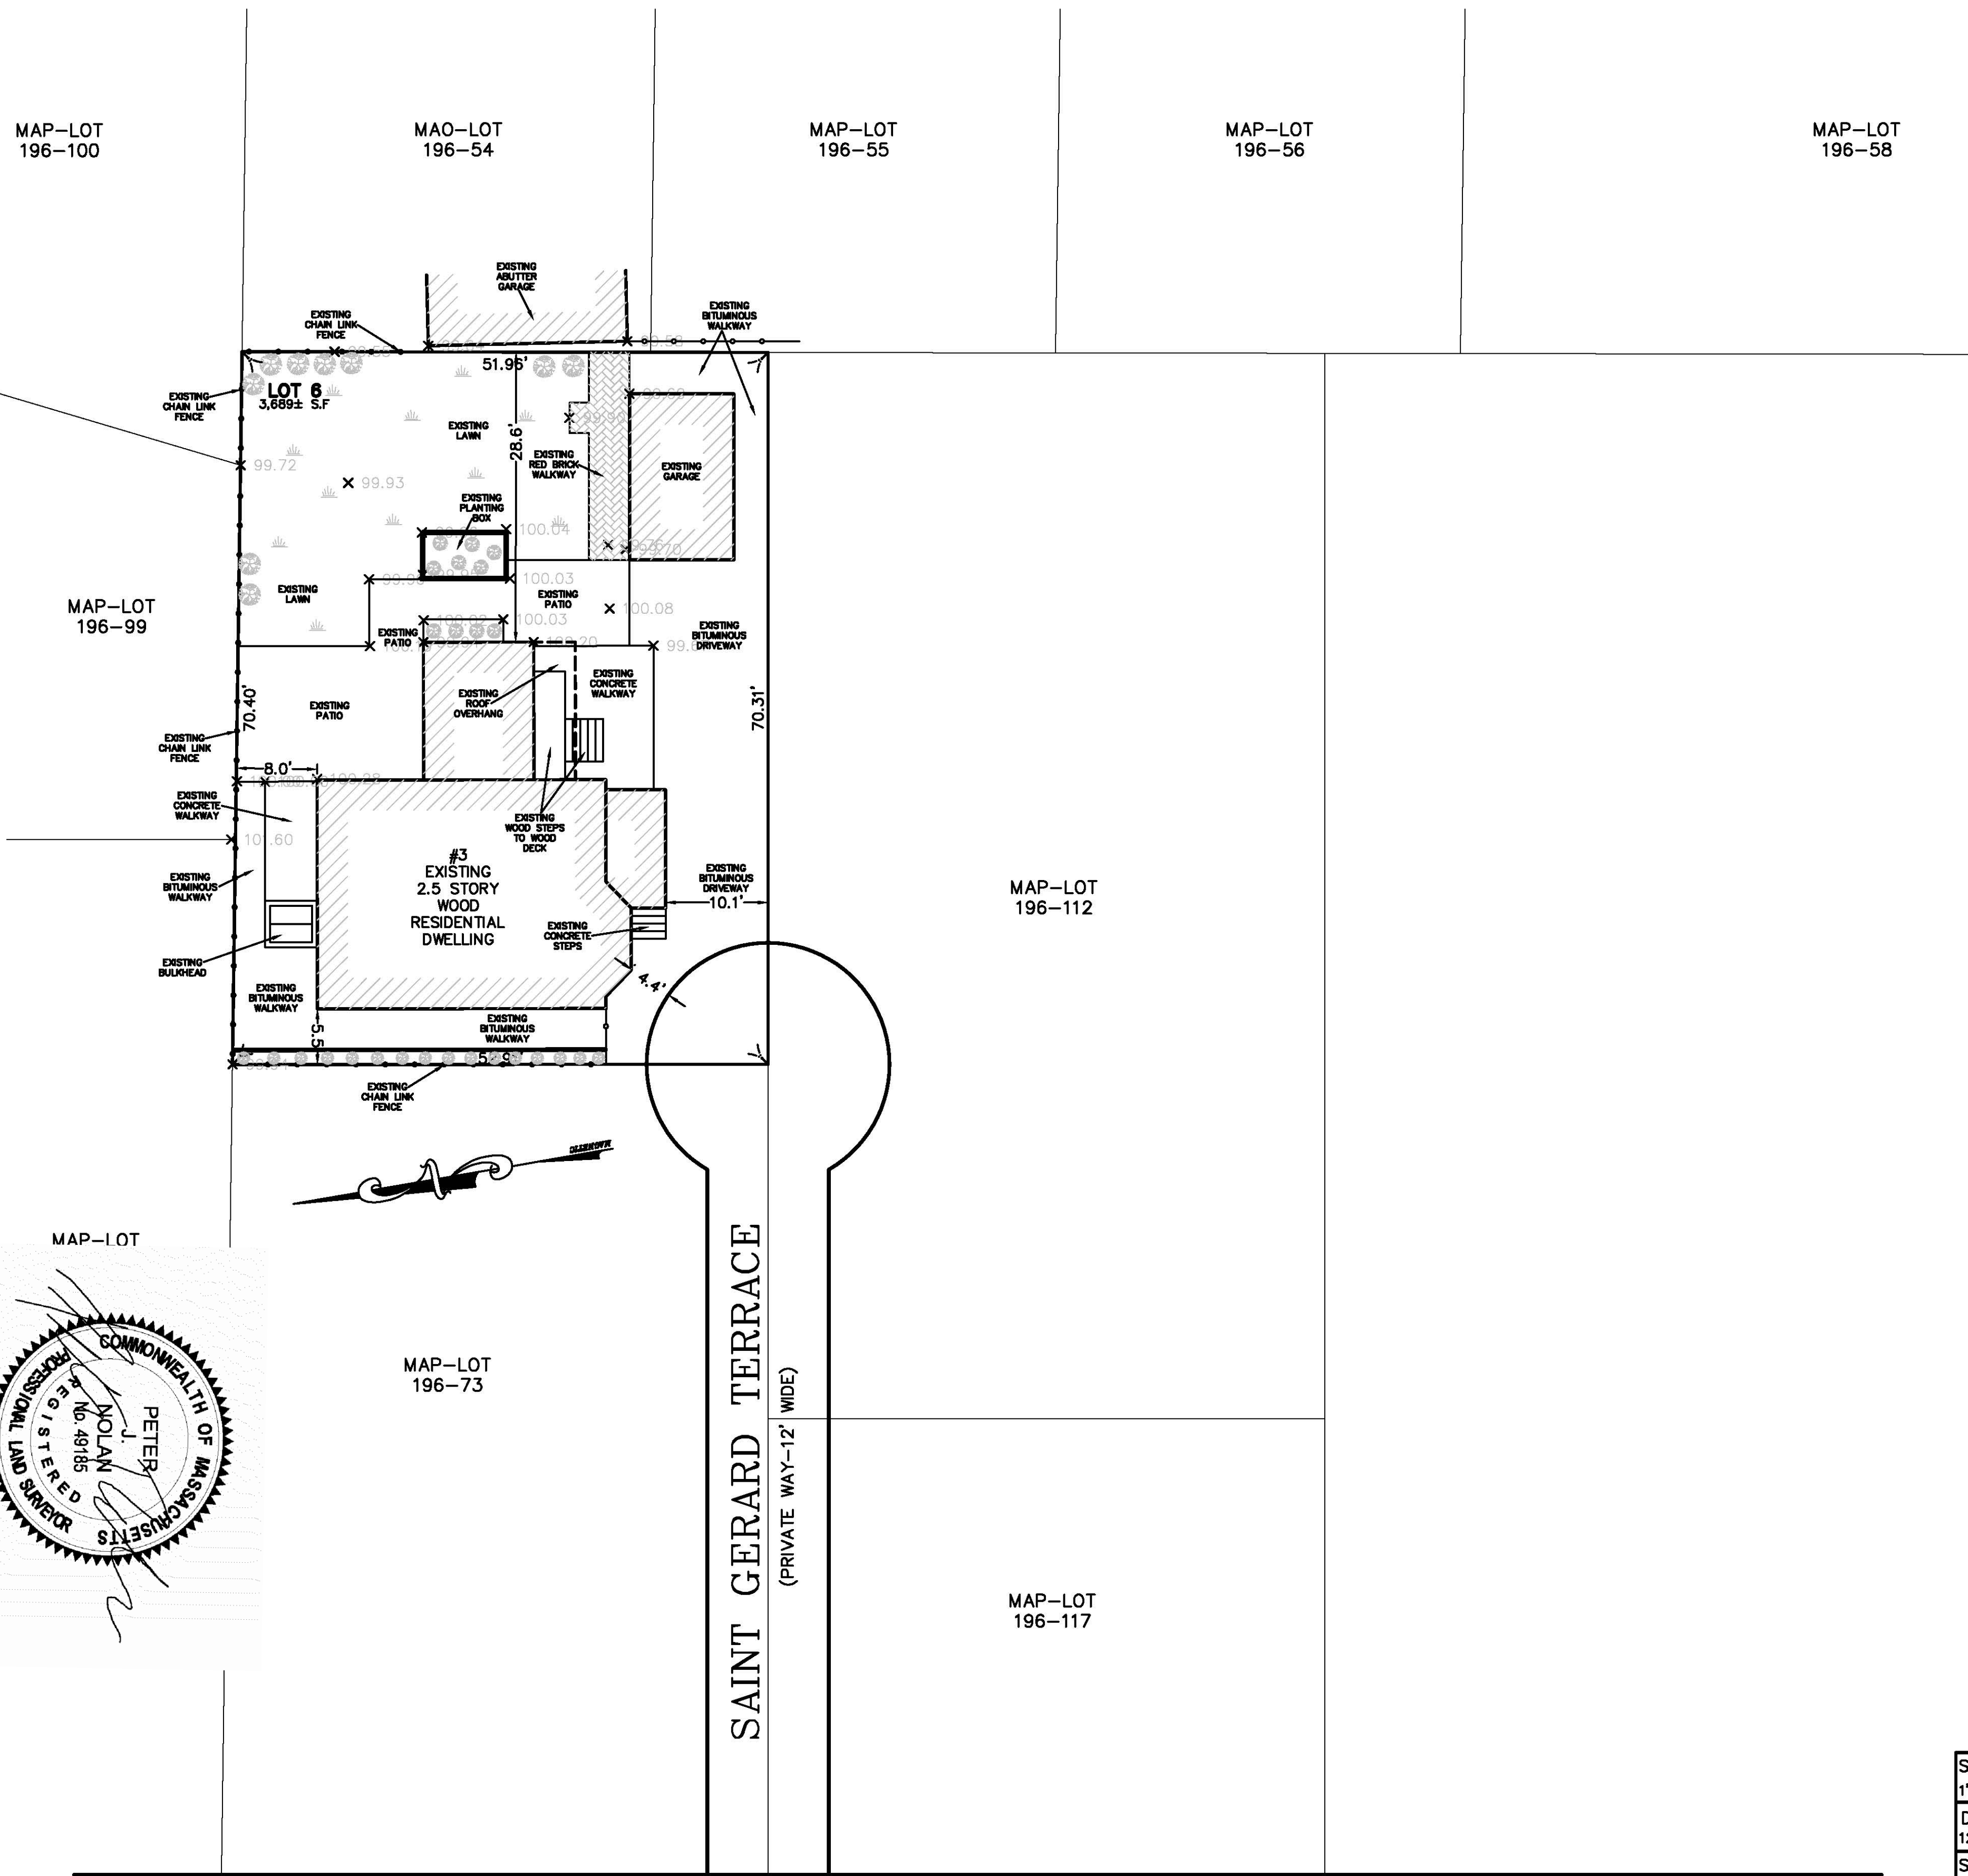 MAP-LOT
196-100
MAO-LOT
196-54
MAP-LOT
196-55
MAP-LOT
196-56
MAP-LOT
196-58
EXISTING
ABUTTER
GARAGE
EXISTING
CHAIN LINK
FENCE
EXISTING
BITUMINOUS
WALKWAY
51.96'
LOT 6
3,689± S.F
EXISTING
CHAIN LINK
FENCE
EXISTING
LAWN
28.6'
EXISTING
RED BRICK
WALKWAY
EXISTING
GARAGE
99.72
99.93
EXISTING
PLANTING
BOX
100.04
99.70
100.03
EXISTING
LAWN
EXISTING
PATIO
100.08
MAP-LOT
196-99
100.03
EXISTING
PATIO
EXISTING
BITUMINOUS
DRIVEWAY
EXISTING
CONCRETE
WALKWAY
EXISTING
ROOF
OVERHANG
70.40'
EXISTING
PATIO
70.31'
EXISTING
CHAIN LINK
FENCE
8.0'
EXISTING
CONCRETE
WALKWAY
EXISTING
WOOD STEPS
TO WOOD
DECK
101.60
#3
EXISTING
2.5 STORY
WOOD
RESIDENTIAL
DWELLING
EXISTING
BITUMINOUS
WALKWAY
EXISTING
BITUMINOUS
DRIVEWAY
10.1'
MAP-LOT
196-112
EXISTING
CONCRETE
STEPS
EXISTING
BULKHEAD
4.4'
EXISTING
BITUMINOUS
WALKWAY
EXISTING
BITUMINOUS
WALKWAY
5.5'
EXISTING
CHAIN LINK
FENCE
MAGNETIC
MAP-LOT
COMMONWEALTH OF MASSACHUSETTS
PETER
J.
NOLAN
No. 49185
REGISTERED
PROFESSIONAL LAND SURVEYOR
MAP-LOT
196-73
SAINT GERARD TERRACE
(PRIVATE WAY-12' WIDE)
MAP-LOT
196-117